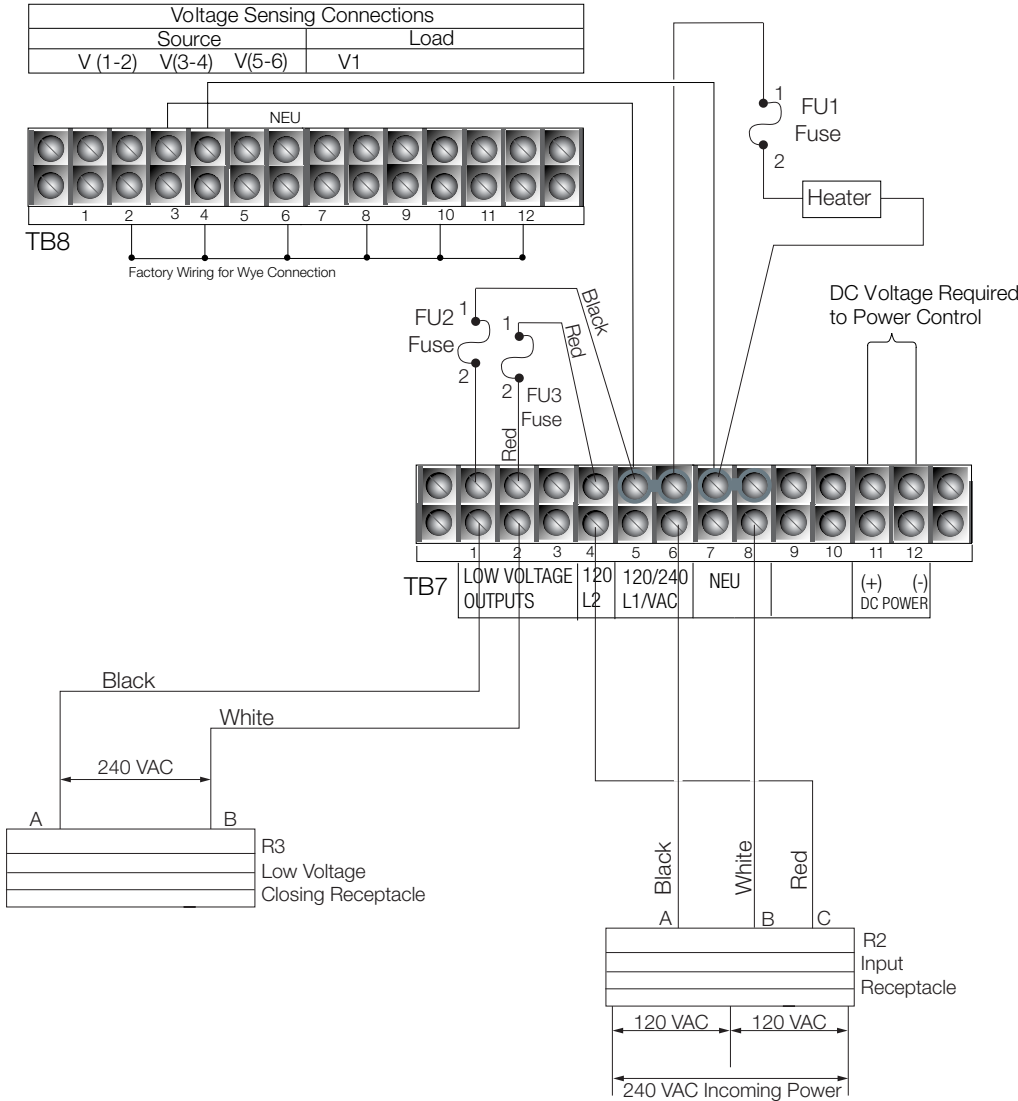 Voltage Sensing Connections
Source Load
V (1-2) V(3-4) V(5-6) V1
NEU
1 2 3 4 5 6 7 8 9 10 11 12
TB8
Factory Wiring for Wye Connection
1
FU1
Fuse
2
Heater
DC Voltage Required
to Power Control
FU2
Fuse
1
2
1
2
FU3
Fuse
Black
Red
Red
1 2 3 4 5 6 7 8 9 10 11 12
TB7
LOW VOLTAGE
OUTPUTS
120
L2
120/240
L1/VAC
NEU
(+) (-)
DC POWER
Black
White
240 VAC
A B
R3
Low Voltage
Closing Receptacle
Black
White
Red
A B C
R2
Input
Receptacle
120 VAC 120 VAC
240 VAC Incoming Power